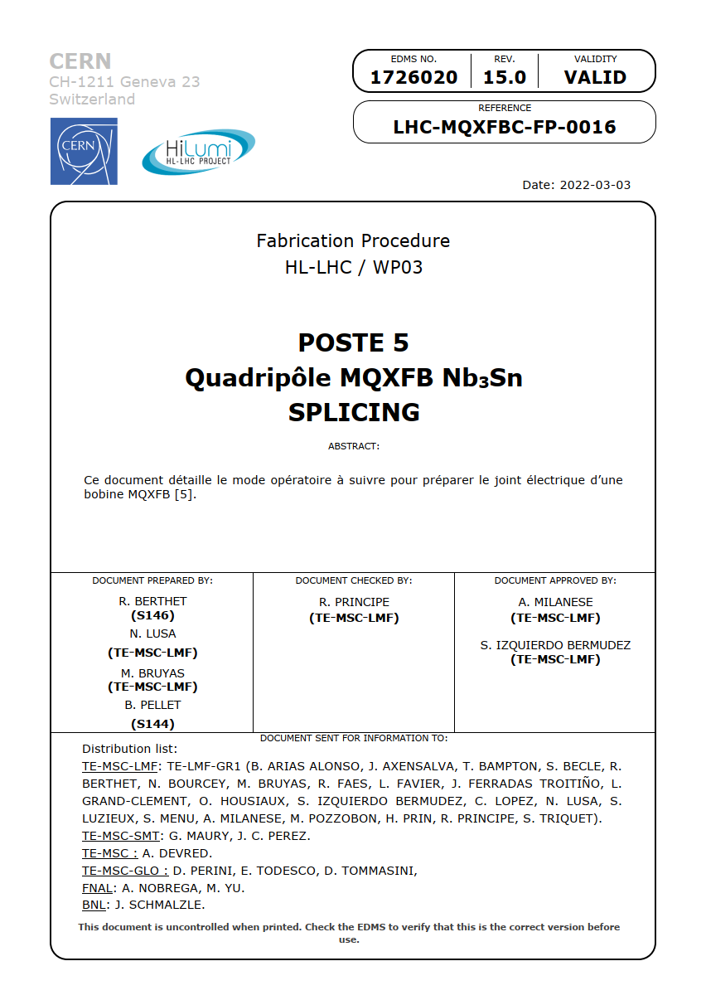 CERN
CH-1211 Geneva 23
Switzerland
EDMS NO.
1726020
REV.
15.0
VALIDITY
VALID
REFERENCE
LHC-MQXFBC-FP-0016
CERN
HiLumi
HL-LHC PROJECT
Date: 2022-03-03
Fabrication Procedure
HL-LHC / WP03
POSTE 5
Quadripôle MQXFB Nb₃Sn
SPLICING
ABSTRACT:
Ce document détaille le mode opératoire à suivre pour préparer le joint électrique d’une
bobine MQXFB [5].
DOCUMENT PREPARED BY:
R. BERTHET
(S146)
N. LUSA
(TE-MSC-LMF)
M. BRUYAS
(TE-MSC-LMF)
B. PELLET
(S144)
DOCUMENT CHECKED BY:
R. PRINCIPE
(TE-MSC-LMF)
DOCUMENT APPROVED BY:
A. MILANESE
(TE-MSC-LMF)
S. IZQUIERDO BERMUDEZ
(TE-MSC-LMF)
DOCUMENT SENT FOR INFORMATION TO:
Distribution list:
TE-MSC-LMF: TE-LMF-GR1 (B. ARIAS ALONSO, J. AXENSALVA, T. BAMPTON, S. BECLE, R.
BERTHET, N. BOURCEY, M. BRUYAS, R. FAES, L. FAVIER, J. FERRADAS TROITIÑO, L.
GRAND-CLEMENT, O. HOUSIAUX, S. IZQUIERDO BERMUDEZ, C. LOPEZ, N. LUSA, S.
LUZIEUX, S. MENU, A. MILANESE, M. POZZOBON, H. PRIN, R. PRINCIPE, S. TRIQUET).
TE-MSC-SMT: G. MAURY, J. C. PEREZ.
TE-MSC : A. DEVRED.
TE-MSC-GLO : D. PERINI, E. TODESCO, D. TOMMASINI,
FNAL: A. NOBREGA, M. YU.
BNL: J. SCHMALZLE.
This document is uncontrolled when printed. Check the EDMS to verify that this is the correct version before
use.